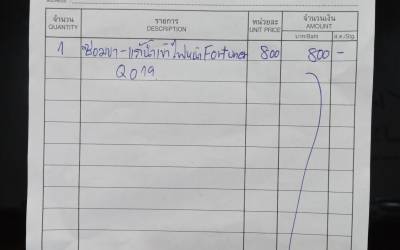 ADDRESS
จำนวน รายการ หน่วยละ จำนวนเงิน
QUANTITY DESCRIPTION UNIT PRICE AMOUNT
บาท/Baht ส.ต./Stg.
1 ซ่อมขา-แก้น้ำเข้าไฟหน้า Fortuner 800 800 -
2019